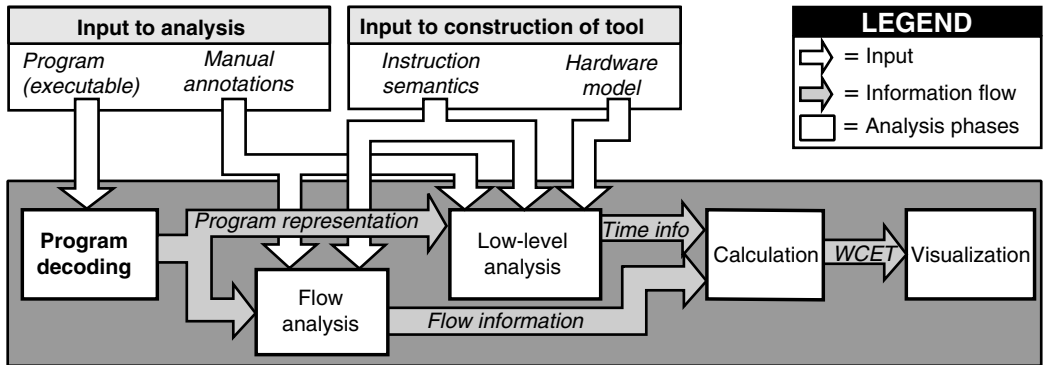 Input to analysis
Program
(executable)
Manual
annotations
Input to construction of tool
Instruction
semantics
Hardware
model
LEGEND
= Input
= Information flow
= Analysis phases
Program
decoding
Program representation
Flow
analysis
Low-level
analysis
Time info
Flow information
Calculation
WCET
Visualization